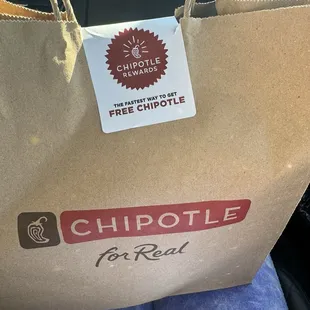 CHIPOTLE
REWARDS
THE FASTEST WAY TO GET
FREE CHIPOTLE
CHIPOTLE
for Real